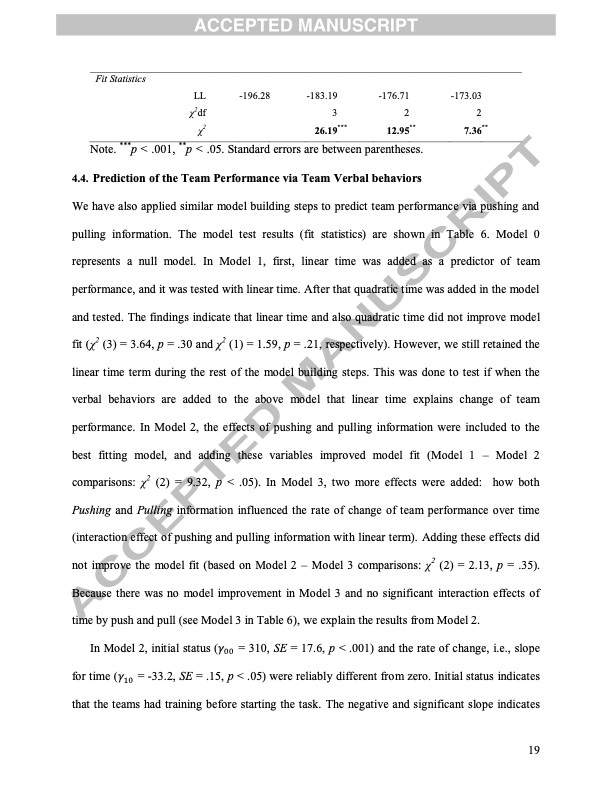 ACCEPTED MANUSCRIPT
Fit Statistics
LL -196.28 -183.19 -176.71 -173.03
χ²df 3 2 2
χ² 26.19*** 12.95** 7.36**
Note. ***p < .001, **p < .05. Standard errors are between parentheses.
4.4. Prediction of the Team Performance via Team Verbal behaviors
We have also applied similar model building steps to predict team performance via pushing and
pulling information. The model test results (fit statistics) are shown in Table 6. Model 0
represents a null model. In Model 1, first, linear time was added as a predictor of team
performance, and it was tested with linear time. After that quadratic time was added in the model
and tested. The findings indicate that linear time and also quadratic time did not improve model
fit (χ² (3) = 3.64, p = .30 and χ² (1) = 1.59, p = .21, respectively). However, we still retained the
linear time term during the rest of the model building steps. This was done to test if when the
verbal behaviors are added to the above model that linear time explains change of team
performance. In Model 2, the effects of pushing and pulling information were included to the
best fitting model, and adding these variables improved model fit (Model 1 – Model 2
comparisons: χ² (2) = 9.32, p < .05). In Model 3, two more effects were added: how both
Pushing and Pulling information influenced the rate of change of team performance over time
(interaction effect of pushing and pulling information with linear term). Adding these effects did
not improve the model fit (based on Model 2 – Model 3 comparisons: χ² (2) = 2.13, p = .35).
Because there was no model improvement in Model 3 and no significant interaction effects of
time by push and pull (see Model 3 in Table 6), we explain the results from Model 2.
In Model 2, initial status (γ₀₀ = 310, SE = 17.6, p < .001) and the rate of change, i.e., slope
for time (γ₁₀ = -33.2, SE = .15, p < .05) were reliably different from zero. Initial status indicates
that the teams had training before starting the task. The negative and significant slope indicates
19
ACCEPTED MANUSCRIPT